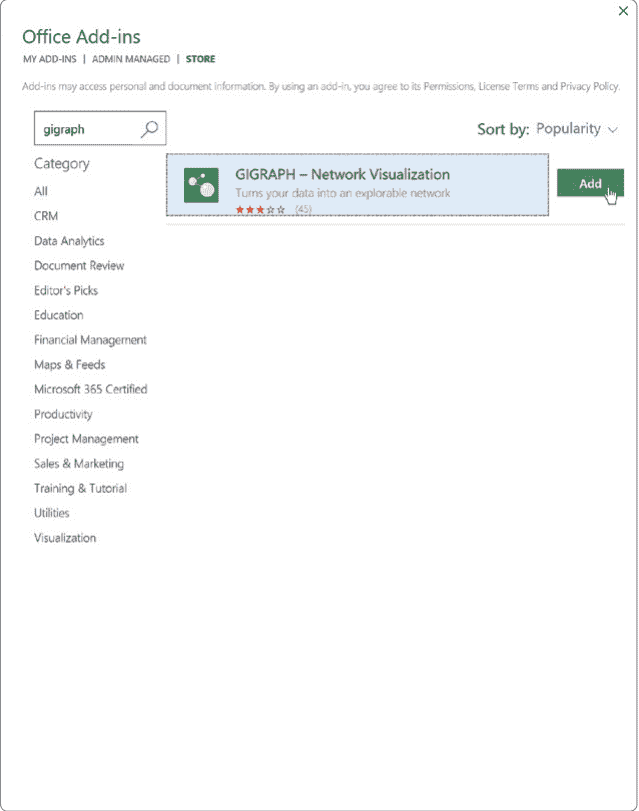 Office Add-ins
MY ADD-INS | ADMIN MANAGED | STORE
Add-ins may access personal and document information. By using an add-in, you agree to its Permissions, License Terms and Privacy Policy.
gigraph
Sort by: Popularity
Category
GIGRAPH – Network Visualization
Add
Turns your data into an explorable network
(45)
All
CRM
Data Analytics
Document Review
Editor's Picks
Education
Financial Management
Maps & Feeds
Microsoft 365 Certified
Productivity
Project Management
Sales & Marketing
Training & Tutorial
Utilities
Visualization